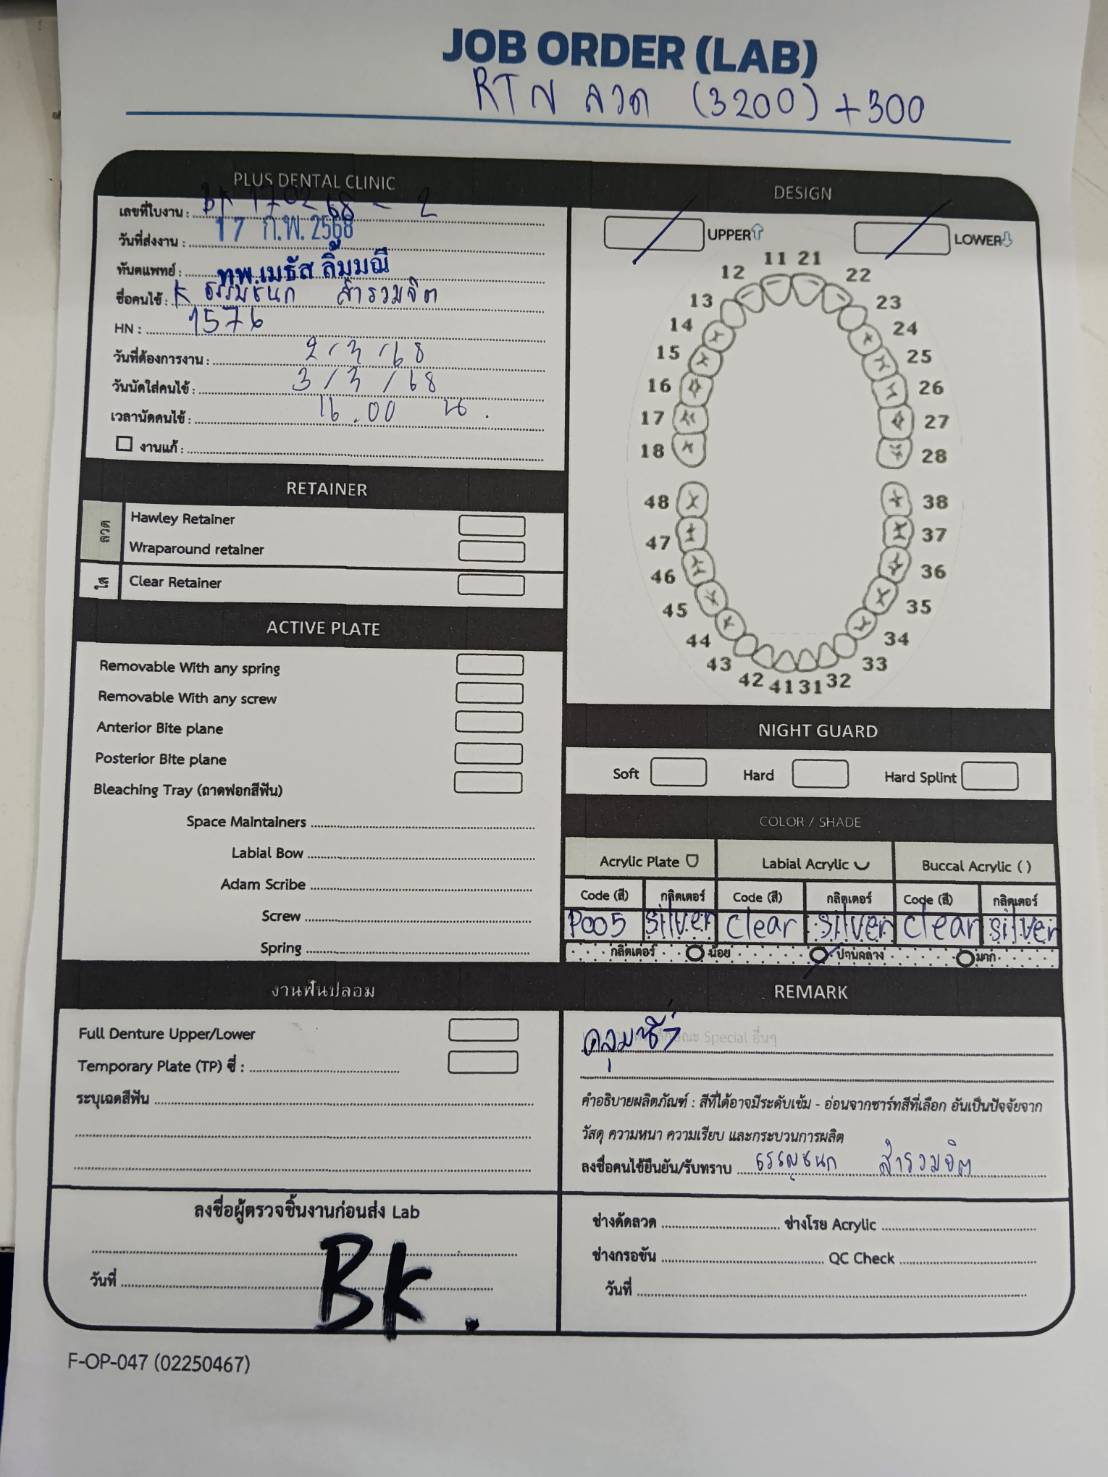 JOB ORDER (LAB)
RTN ลวด (3200) +300
PLUS DENTAL CLINIC
เลขที่ใบงาน : BK-170268 - 2
วันที่ส่งงาน : 17 ก.พ. 2568
ทันตแพทย์ : ทพ.เมธัส ลิ้มมณี
ชื่อคนไข้ : K ธรรมชนก สำรวมจิต
HN : 1576
วันที่ต้องการงาน : 2/3/68
วันนัดใส่คนไข้ : 3/3/68
เวลานัดคนไข้ : 16.00 น.
งานแก้ :
DESIGN
UPPER
LOWER
11 21
12 22
13 23
14 24
15 25
16 26
17 27
18 28
48 38
47 37
46 36
45 35
44 34
43 33
42 41 31 32
RETAINER
ลวด
Hawley Retainer
Wraparound retainer
ใส
Clear Retainer
ACTIVE PLATE
Removable With any spring
Removable With any screw
Anterior Bite plane
Posterior Bite plane
Bleaching Tray (ถาดฟอกสีฟัน)
Space Maintainers
Labial Bow
Adam Scribe
Screw
Spring
NIGHT GUARD
Soft Hard Hard Splint
COLOR / SHADE
Acrylic Plate Labial Acrylic Buccal Acrylic ( )
Code (สี) กลิตเตอร์ Code (สี) กลิตเตอร์ Code (สี) กลิตเตอร์
P005 silver clear silver clear silver
กลิตเตอร์ น้อย ปานกลาง มาก
งานฟันปลอม
Full Denture Upper/Lower
Temporary Plate (TP) ซี่ :
ระบุเฉดสีฟัน
REMARK
คลุมซี่7
Special อื่นๆ
คำอธิบายผลิตภัณฑ์ : สีที่ได้อาจมีระดับเข้ม - อ่อนจากชาร์ทสีที่เลือก อันเป็นปัจจัยจาก
วัสดุ ความหนา ความเรียบ และกระบวนการผลิต
ลงชื่อคนไข้ยืนยัน/รับทราบ ธรรมชนก สำรวมจิต
ลงชื่อผู้ตรวจชิ้นงานก่อนส่ง Lab
BK.
วันที่
ช่างดัดลวด ช่างโรย Acrylic
ช่างกรอขัน QC Check
วันที่
F-OP-047 (02250467)